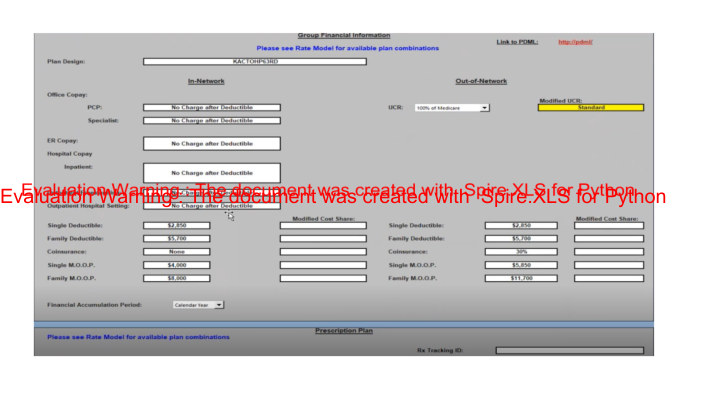 Group Financial Information
Link to PDML: http://pdml/
Please see Rate Model for available plan combinations
Plan Design: KACTOHP63RD
In-Network Out-of-Network
Office Copay:
Modified UCR:
PCP: No Charge after Deductible UCR: 100% of Medicare Standard
Specialist: No Charge after Deductible
ER Copay: No Charge after Deductible
Hospital Copay
Inpatient: No Charge after Deductible
Evaluation Warning : The document was created with Spire.XLS for Python
Evaluation Warning : The document was created with Spire.XLS for Python
Outpatient Hospital Setting: No Charge after Deductible
Modified Cost Share: Modified Cost Share:
Single Deductible: $2,850 Single Deductible: $2,850
Family Deductible: $5,700 Family Deductible: $5,700
Coinsurance: None Coinsurance: 30%
Single M.O.O.P. $4,000 Single M.O.O.P. $5,850
Family M.O.O.P. $8,000 Family M.O.O.P. $11,700
Financial Accumulation Period: Calendar Year
Prescription Plan
Please see Rate Model for available plan combinations
Rx Tracking ID: